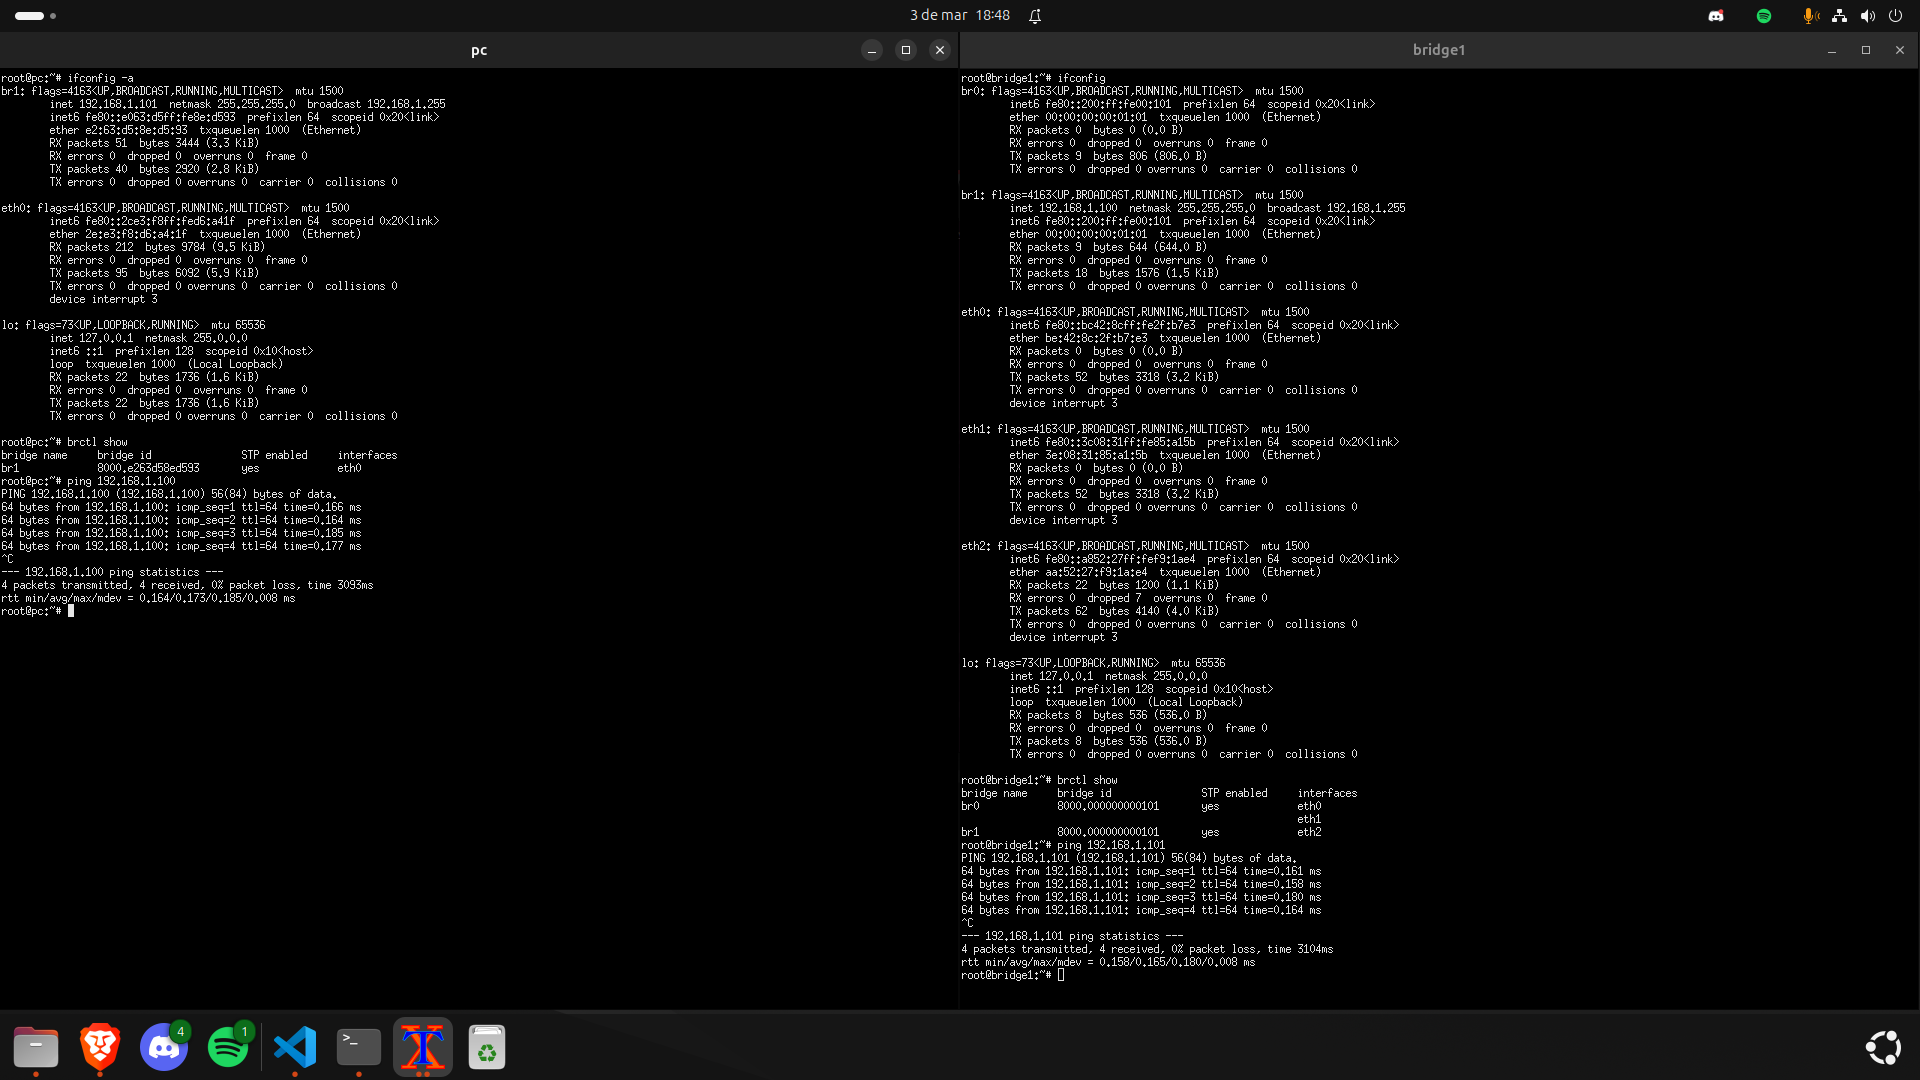 3 de mar 18:48
pc
root@pc:~# ifconfig -a
br1: flags=4163<UP,BROADCAST,RUNNING,MULTICAST>  mtu 1500
        inet 192.168.1.101  netmask 255.255.255.0  broadcast 192.168.1.255
        inet6 fe80::e063:d5ff:fe8e:d593  prefixlen 64  scopeid 0x20<link>
        ether e2:63:d5:8e:d5:93  txqueuelen 1000  (Ethernet)
        RX packets 51  bytes 3444 (3.3 KiB)
        RX errors 0  dropped 0  overruns 0  frame 0
        TX packets 40  bytes 2920 (2.8 KiB)
        TX errors 0  dropped 0 overruns 0  carrier 0  collisions 0
eth0: flags=4163<UP,BROADCAST,RUNNING,MULTICAST>  mtu 1500
        inet6 fe80::2ce3:f8ff:fed6:a41f  prefixlen 64  scopeid 0x20<link>
        ether 2e:e3:f8:d6:a4:1f  txqueuelen 1000  (Ethernet)
        RX packets 212  bytes 9784 (9.5 KiB)
        RX errors 0  dropped 0  overruns 0  frame 0
        TX packets 95  bytes 6092 (5.9 KiB)
        TX errors 0  dropped 0 overruns 0  carrier 0  collisions 0
        device interrupt 3
lo: flags=73<UP,LOOPBACK,RUNNING>  mtu 65536
        inet 127.0.0.1  netmask 255.0.0.0
        inet6 ::1  prefixlen 128  scopeid 0x10<host>
        loop  txqueuelen 1000  (Local Loopback)
        RX packets 22  bytes 1736 (1.6 KiB)
        RX errors 0  dropped 0  overruns 0  frame 0
        TX packets 22  bytes 1736 (1.6 KiB)
        TX errors 0  dropped 0 overruns 0  carrier 0  collisions 0
root@pc:~# brctl show
bridge name     bridge id               STP enabled     interfaces
br1             8000.e263d58ed593       yes             eth0
root@pc:~# ping 192.168.1.100
PING 192.168.1.100 (192.168.1.100) 56(84) bytes of data.
64 bytes from 192.168.1.100: icmp_seq=1 ttl=64 time=0.166 ms
64 bytes from 192.168.1.100: icmp_seq=2 ttl=64 time=0.164 ms
64 bytes from 192.168.1.100: icmp_seq=3 ttl=64 time=0.185 ms
64 bytes from 192.168.1.100: icmp_seq=4 ttl=64 time=0.177 ms
^C
--- 192.168.1.100 ping statistics ---
4 packets transmitted, 4 received, 0% packet loss, time 3093ms
rtt min/avg/max/mdev = 0.164/0.173/0.185/0.008 ms
root@pc:~#
bridge1
root@bridge1:~# ifconfig
br0: flags=4163<UP,BROADCAST,RUNNING,MULTICAST>  mtu 1500
        inet6 fe80::200:ff:fe00:101  prefixlen 64  scopeid 0x20<link>
        ether 00:00:00:00:01:01  txqueuelen 1000  (Ethernet)
        RX packets 0  bytes 0 (0.0 B)
        RX errors 0  dropped 0  overruns 0  frame 0
        TX packets 9  bytes 806 (806.0 B)
        TX errors 0  dropped 0 overruns 0  carrier 0  collisions 0
br1: flags=4163<UP,BROADCAST,RUNNING,MULTICAST>  mtu 1500
        inet 192.168.1.100  netmask 255.255.255.0  broadcast 192.168.1.255
        inet6 fe80::200:ff:fe00:101  prefixlen 64  scopeid 0x20<link>
        ether 00:00:00:00:01:01  txqueuelen 1000  (Ethernet)
        RX packets 9  bytes 644 (644.0 B)
        RX errors 0  dropped 0  overruns 0  frame 0
        TX packets 18  bytes 1576 (1.5 KiB)
        TX errors 0  dropped 0 overruns 0  carrier 0  collisions 0
eth0: flags=4163<UP,BROADCAST,RUNNING,MULTICAST>  mtu 1500
        inet6 fe80::bc42:8cff:fe2f:b7e3  prefixlen 64  scopeid 0x20<link>
        ether be:42:8c:2f:b7:e3  txqueuelen 1000  (Ethernet)
        RX packets 0  bytes 0 (0.0 B)
        RX errors 0  dropped 0  overruns 0  frame 0
        TX packets 52  bytes 3318 (3.2 KiB)
        TX errors 0  dropped 0 overruns 0  carrier 0  collisions 0
        device interrupt 3
eth1: flags=4163<UP,BROADCAST,RUNNING,MULTICAST>  mtu 1500
        inet6 fe80::3c08:31ff:fe85:a15b  prefixlen 64  scopeid 0x20<link>
        ether 3e:08:31:85:a1:5b  txqueuelen 1000  (Ethernet)
        RX packets 0  bytes 0 (0.0 B)
        RX errors 0  dropped 0  overruns 0  frame 0
        TX packets 52  bytes 3318 (3.2 KiB)
        TX errors 0  dropped 0 overruns 0  carrier 0  collisions 0
        device interrupt 3
eth2: flags=4163<UP,BROADCAST,RUNNING,MULTICAST>  mtu 1500
        inet6 fe80::a852:27ff:fef9:1ae4  prefixlen 64  scopeid 0x20<link>
        ether aa:52:27:f9:1a:e4  txqueuelen 1000  (Ethernet)
        RX packets 22  bytes 1200 (1.1 KiB)
        RX errors 0  dropped 7  overruns 0  frame 0
        TX packets 62  bytes 4140 (4.0 KiB)
        TX errors 0  dropped 0 overruns 0  carrier 0  collisions 0
        device interrupt 3
lo: flags=73<UP,LOOPBACK,RUNNING>  mtu 65536
        inet 127.0.0.1  netmask 255.0.0.0
        inet6 ::1  prefixlen 128  scopeid 0x10<host>
        loop  txqueuelen 1000  (Local Loopback)
        RX packets 8  bytes 536 (536.0 B)
        RX errors 0  dropped 0  overruns 0  frame 0
        TX packets 8  bytes 536 (536.0 B)
        TX errors 0  dropped 0 overruns 0  carrier 0  collisions 0
root@bridge1:~# brctl show
bridge name     bridge id               STP enabled     interfaces
br0             8000.000000000101       yes             eth0
                                                        eth1
br1             8000.000000000101       yes             eth2
root@bridge1:~# ping 192.168.1.101
PING 192.168.1.101 (192.168.1.101) 56(84) bytes of data.
64 bytes from 192.168.1.101: icmp_seq=1 ttl=64 time=0.161 ms
64 bytes from 192.168.1.101: icmp_seq=2 ttl=64 time=0.158 ms
64 bytes from 192.168.1.101: icmp_seq=3 ttl=64 time=0.180 ms
64 bytes from 192.168.1.101: icmp_seq=4 ttl=64 time=0.164 ms
^C
--- 192.168.1.101 ping statistics ---
4 packets transmitted, 4 received, 0% packet loss, time 3104ms
rtt min/avg/max/mdev = 0.158/0.165/0.180/0.008 ms
root@bridge1:~#
4
1
>_